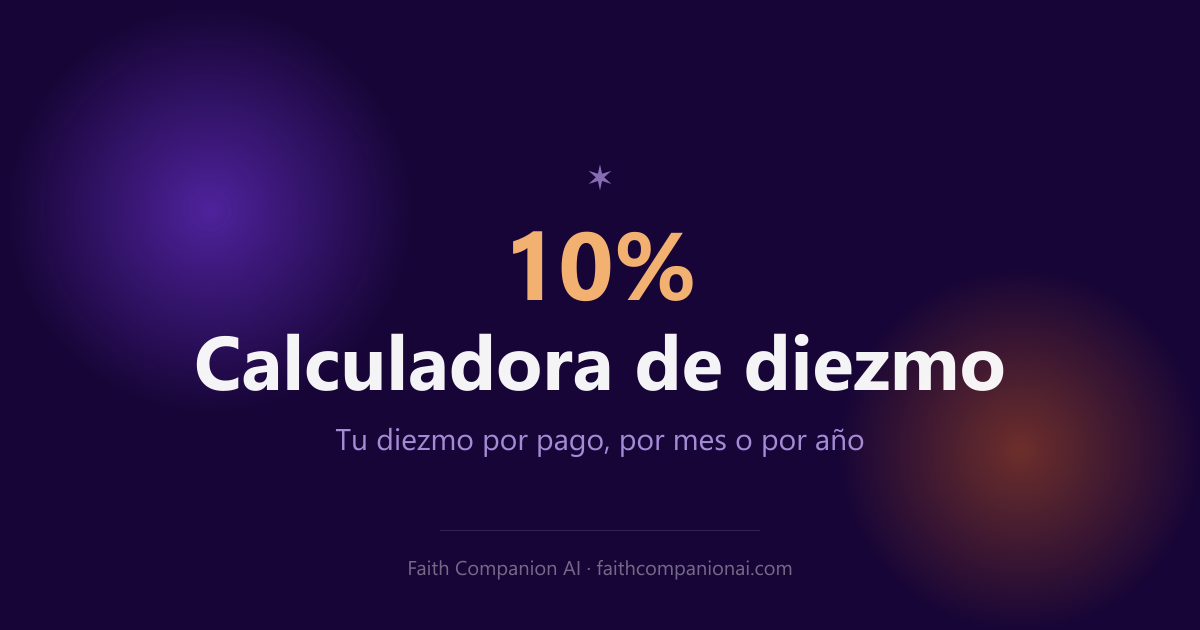 ✶
10%
Calculadora de diezmo
Tu diezmo por pago, por mes o por año
Faith Companion AI · faithcompanionai.com